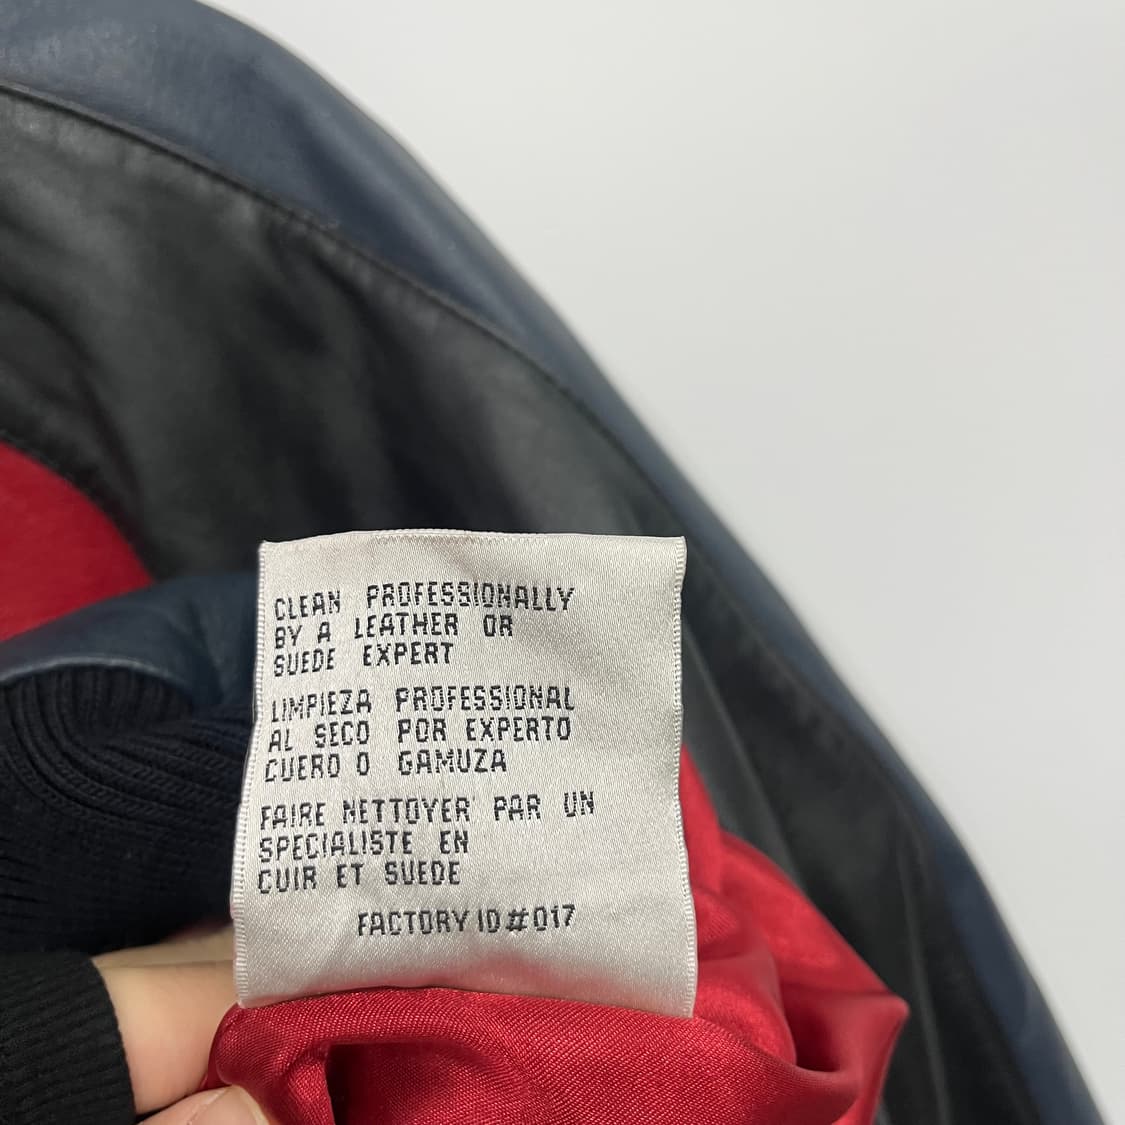 CLEAN PROFESSIONALLY
BY A LEATHER OR
SUEDE EXPERT
LIMPIEZA PROFESSIONAL
AL SECO POR EXPERTO
CUERO O GAMUZA
FAIRE NETTOYER PAR UN
SPECIALISTE EN
CUIR ET SUEDE
FACTORY ID#017